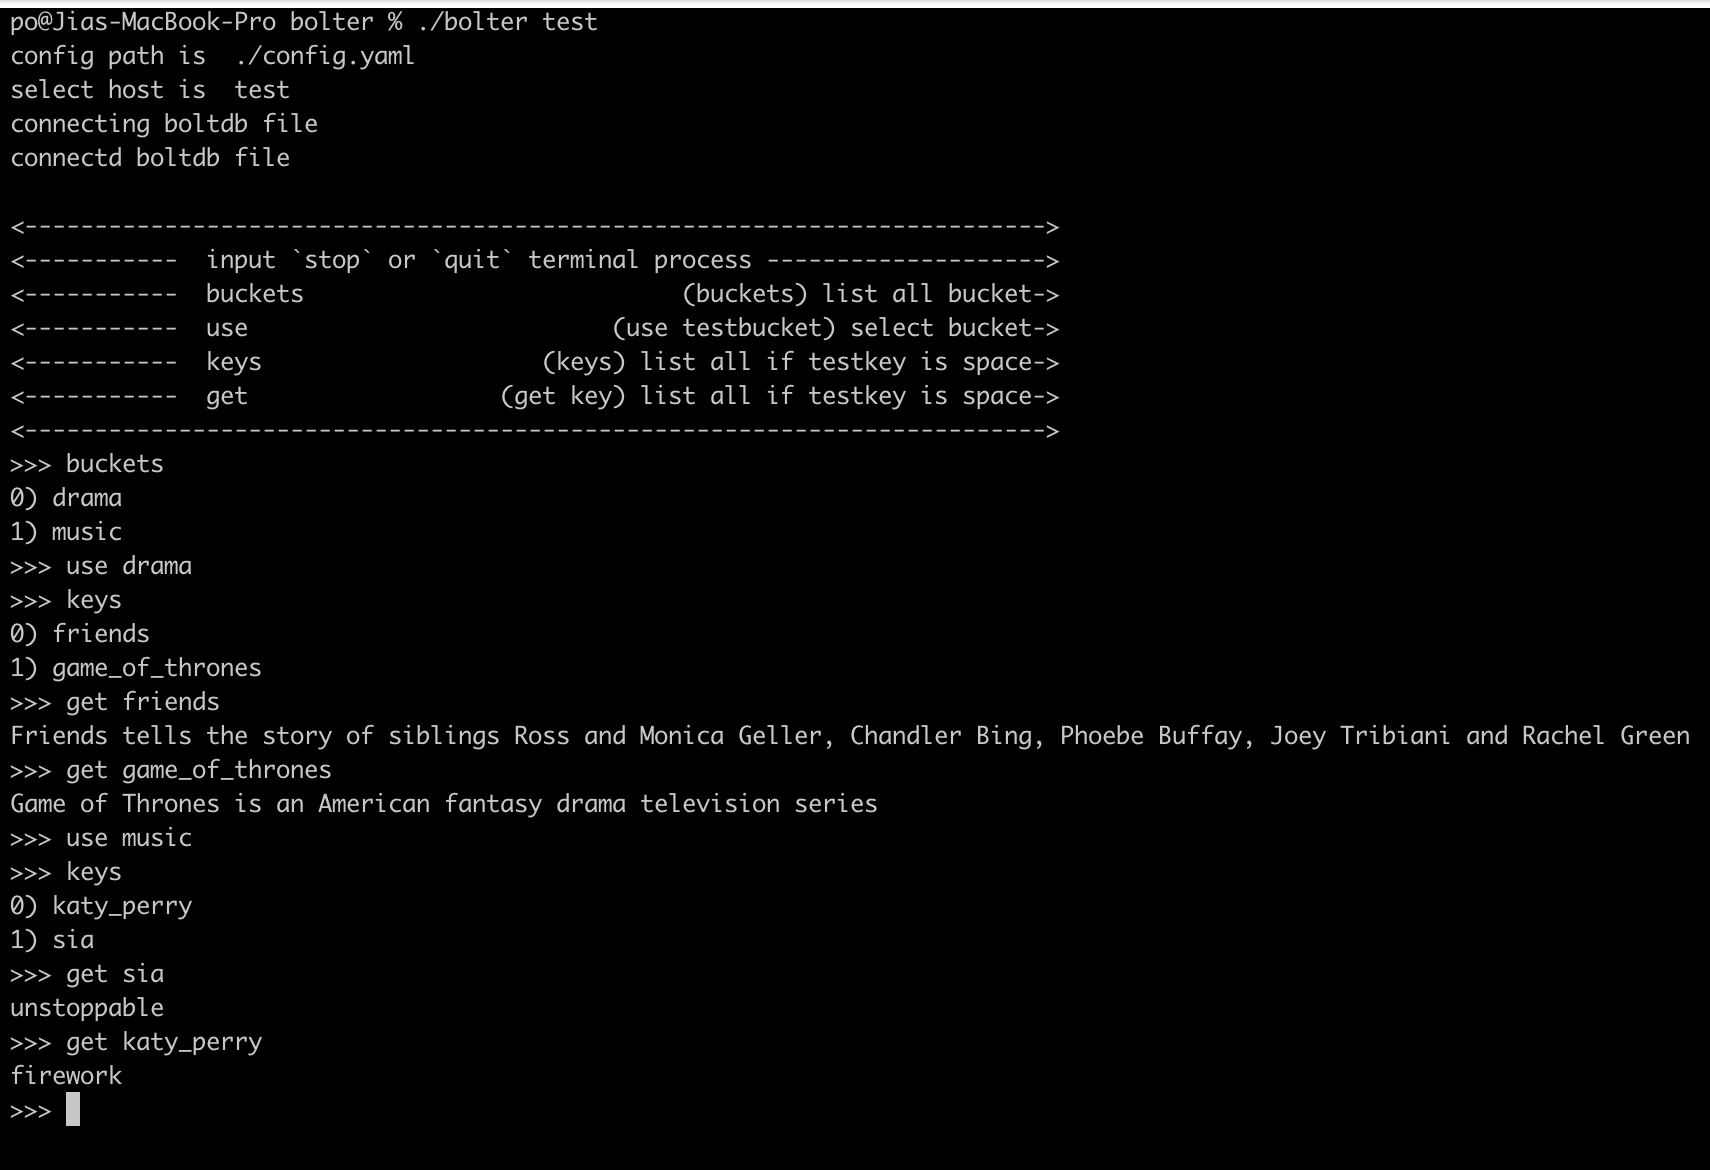 po@Jias-MacBook-Pro bolter % ./bolter test
config path is  ./config.yaml
select host is  test
connecting boltdb file
connectd boltdb file
<------------------------------------------------------------------------->
<-----------  input `stop` or `quit` terminal process -------------------->
<-----------  buckets                           (buckets) list all bucket->
<-----------  use                          (use testbucket) select bucket->
<-----------  keys                    (keys) list all if testkey is space->
<-----------  get                  (get key) list all if testkey is space->
<------------------------------------------------------------------------->
>>> buckets
0) drama
1) music
>>> use drama
>>> keys
0) friends
1) game_of_thrones
>>> get friends
Friends tells the story of siblings Ross and Monica Geller, Chandler Bing, Phoebe Buffay, Joey Tribiani and Rachel Green
>>> get game_of_thrones
Game of Thrones is an American fantasy drama television series
>>> use music
>>> keys
0) katy_perry
1) sia
>>> get sia
unstoppable
>>> get katy_perry
firework
>>>